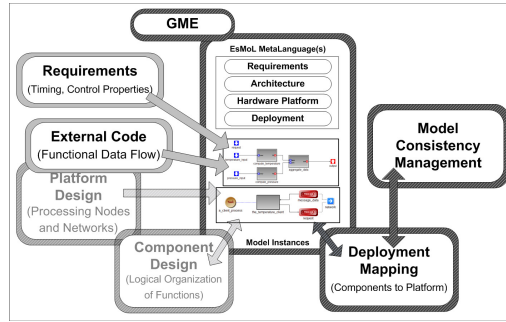 GME
EsMoL MetaLanguage(s)
Requirements
Architecture
Hardware Platform
Deployment
Requirements
(Timing, Control Properties)
External Code
(Functional Data Flow)
Platform
Design
(Processing Nodes
and Networks)
Component
Design
(Logical Organization
of Functions)
Model Instances
Model
Consistency
Management
Deployment
Mapping
(Components to Platform)